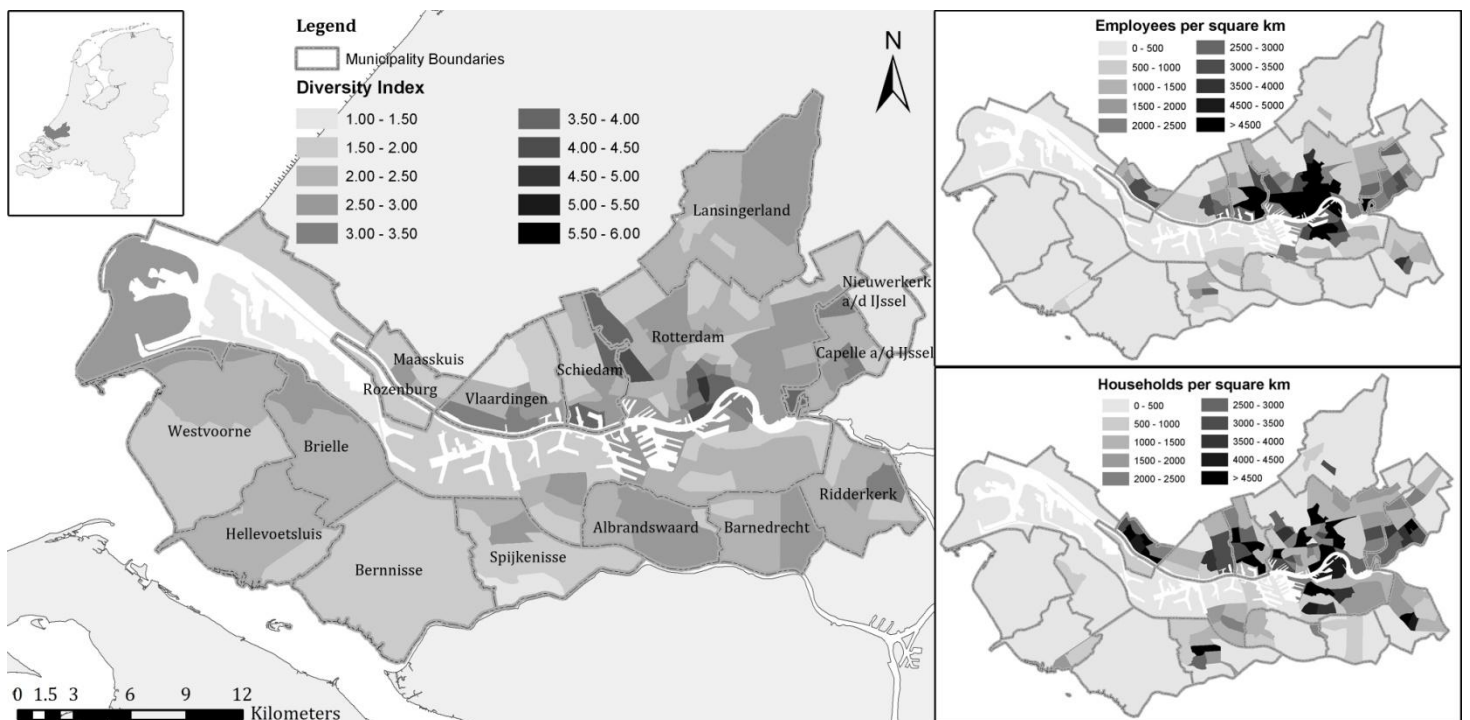 Legend
Municipality Boundaries
Diversity Index
1.00 - 1.50
1.50 - 2.00
2.00 - 2.50
2.50 - 3.00
3.00 - 3.50
3.50 - 4.00
4.00 - 4.50
4.50 - 5.00
5.00 - 5.50
5.50 - 6.00
N
Lansingerland
Nieuwerkerk
a/d IJssel
Rotterdam
Capelle a/d IJssel
Maasskuis
Schiedam
Rozenburg
Vlaardingen
Westvoorne
Brielle
Ridderkerk
Hellevoetsluis
Albrandswaard
Barnedrecht
Spijkenisse
Bernnisse
0 1.5 3 6 9 12
Kilometers
Employees per square km
0 - 500
500 - 1000
1000 - 1500
1500 - 2000
2000 - 2500
2500 - 3000
3000 - 3500
3500 - 4000
4500 - 5000
> 4500
Households per square km
0 - 500
500 - 1000
1000 - 1500
1500 - 2000
2000 - 2500
2500 - 3000
3000 - 3500
3500 - 4000
4000 - 4500
> 4500